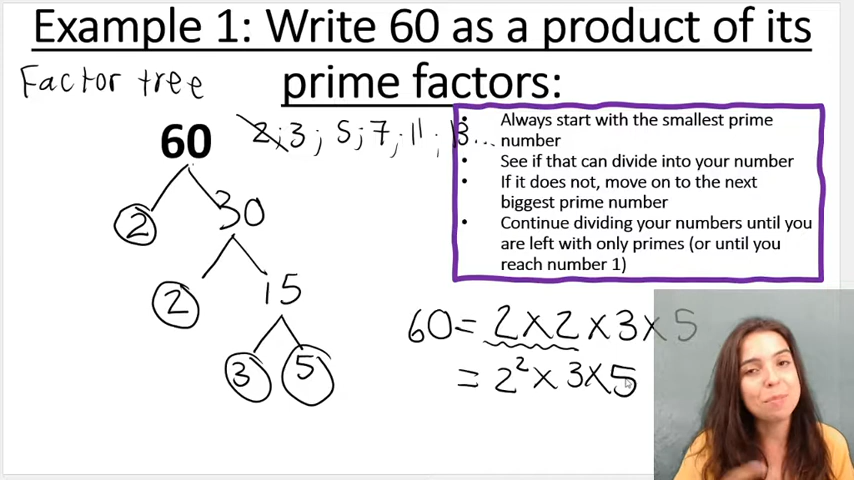 Example 1: Write 60 as a product of its
prime factors:
Factor tree
60
2; 3; 5; 7; 11; 13...
• Always start with the smallest prime
number
• See if that can divide into your number
• If it does not, move on to the next
biggest prime number
• Continue dividing your numbers until you
are left with only primes (or until you
reach number 1)
2 30
2 15
3 5
60 = 2 × 2 × 3 × 5
= 2² × 3 × 5